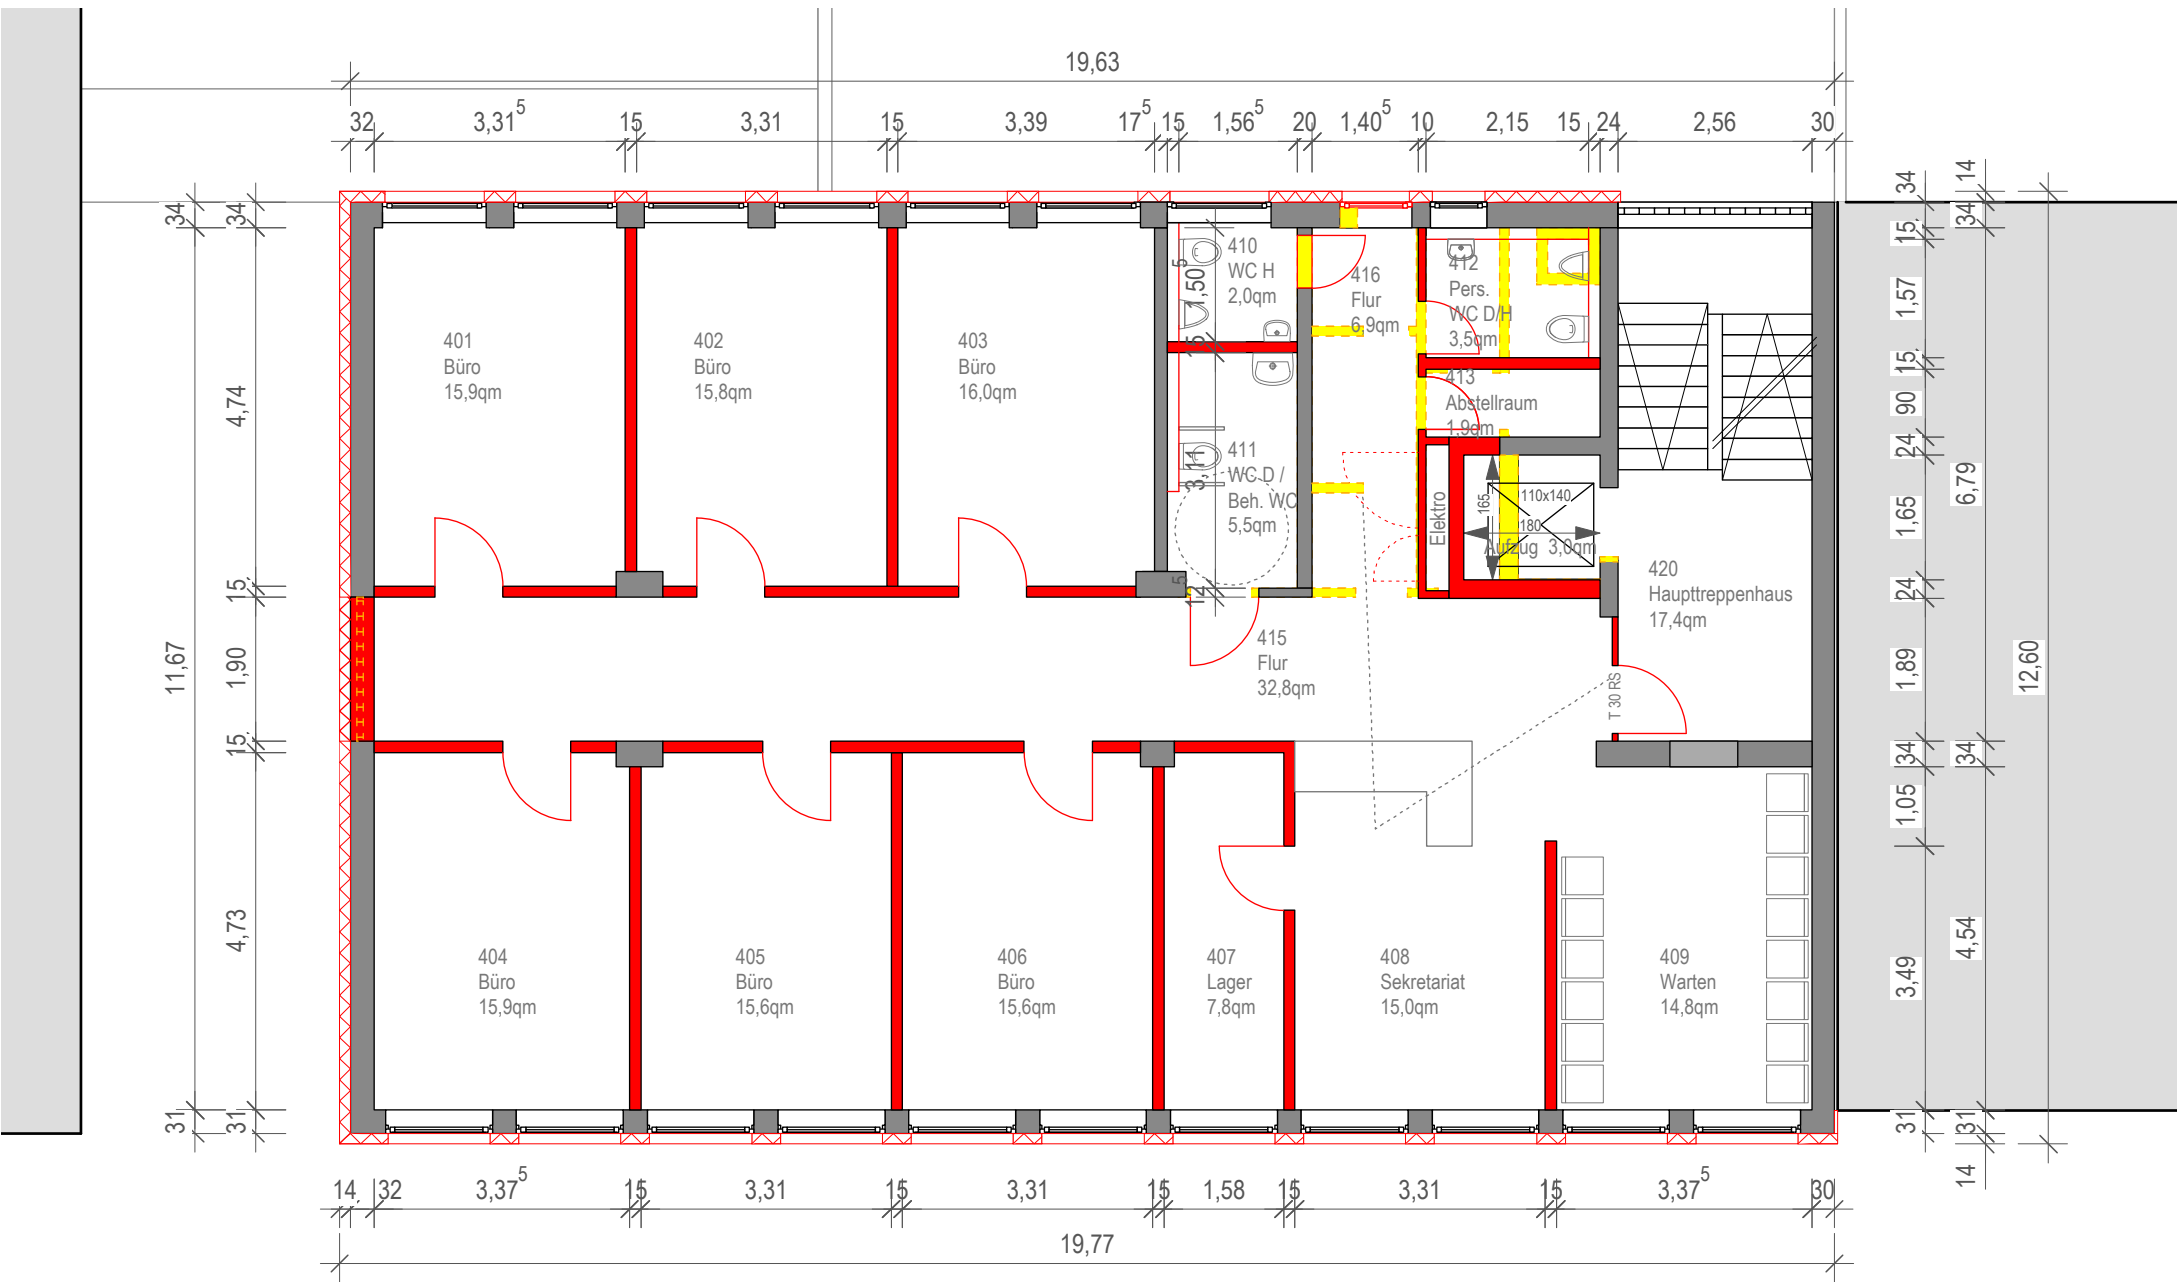 19,63
32 3,31⁵ 15 3,31 15 3,39 17⁵ 15 1,56⁵ 20 1,40⁵ 10 2,15 15 24 2,56 30
34
34
11,67
31
34
4,74
15
1,90
15
4,73
31
401
Büro
15,9qm
402
Büro
15,8qm
403
Büro
16,0qm
410
WC H
2,0qm
1,50⁵
15
411
WC D /
Beh. WC
5,5qm
3,11
12⁵
416
Flur
6,9qm
412
Pers.
WC D/H
3,5qm
413
Abstellraum
1,9qm
Elektro
165
110x140
180
Aufzug 3,0qm
420
Haupttreppenhaus
17,4qm
415
Flur
32,8qm
T 30 RS
404
Büro
15,9qm
405
Büro
15,6qm
406
Büro
15,6qm
407
Lager
7,8qm
408
Sekretariat
15,0qm
409
Warten
14,8qm
34
15
1,57
15
90
24
1,65
24
1,89
34
1,05
3,49
31
14
34
6,79
34
4,54
31
14
12,60
14 32 3,37⁵ 15 3,31 15 3,31 15 1,58 15 3,31 15 3,37⁵ 30
19,77